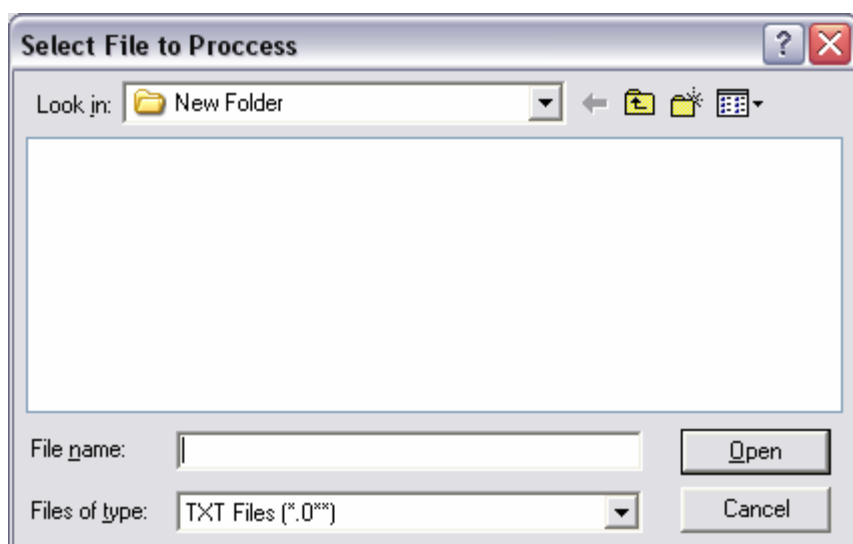 Select File to Proccess
?
Look in: New Folder
File name: Open
Files of type: TXT Files (*.0**) Cancel